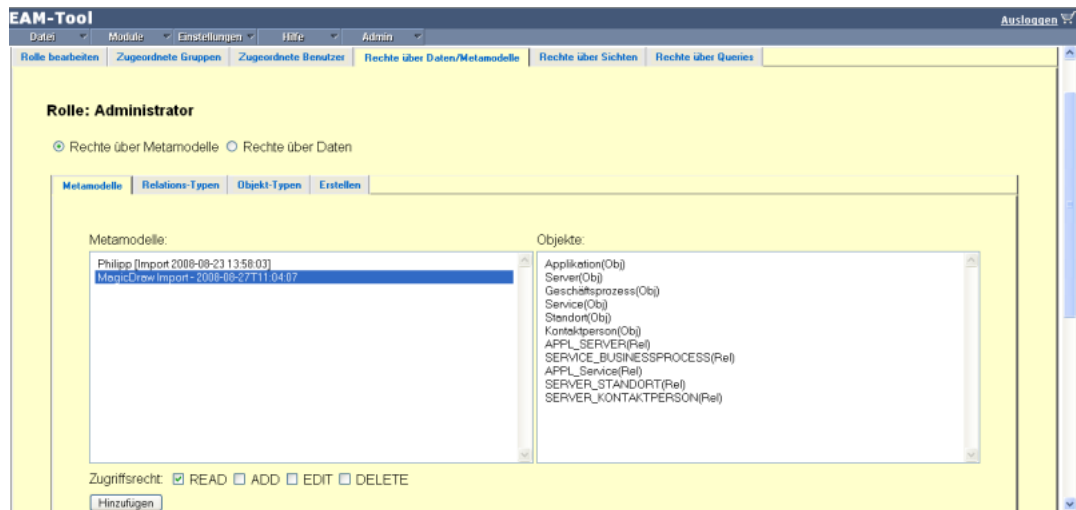 EAM-Tool
Ausloggen
Datei Module Einstellungen Hilfe Admin
Rolle bearbeiten Zugeordnete Gruppen Zugeordnete Benutzer Rechte über Daten/Metamodelle Rechte über Sichten Rechte über Queries
Rolle: Administrator
Rechte über Metamodelle Rechte über Daten
Metamodelle Relations-Typen Objekt-Typen Erstellen
Metamodelle: Objekte:
Philipp [Import 2008-08-23 13:58:03]
MagicDraw Import - 2008-08-27T11:04:07
Applikation(Obj)
Server(Obj)
Geschäftsprozess(Obj)
Service(Obj)
Standort(Obj)
Kontaktperson(Obj)
APPL_SERVER(Rel)
SERVICE_BUSINESSPROCESS(Rel)
APPL_Service(Rel)
SERVER_STANDORT(Rel)
SERVER_KONTAKTPERSON(Rel)
Zugriffsrecht: READ ADD EDIT DELETE
Hinzufügen